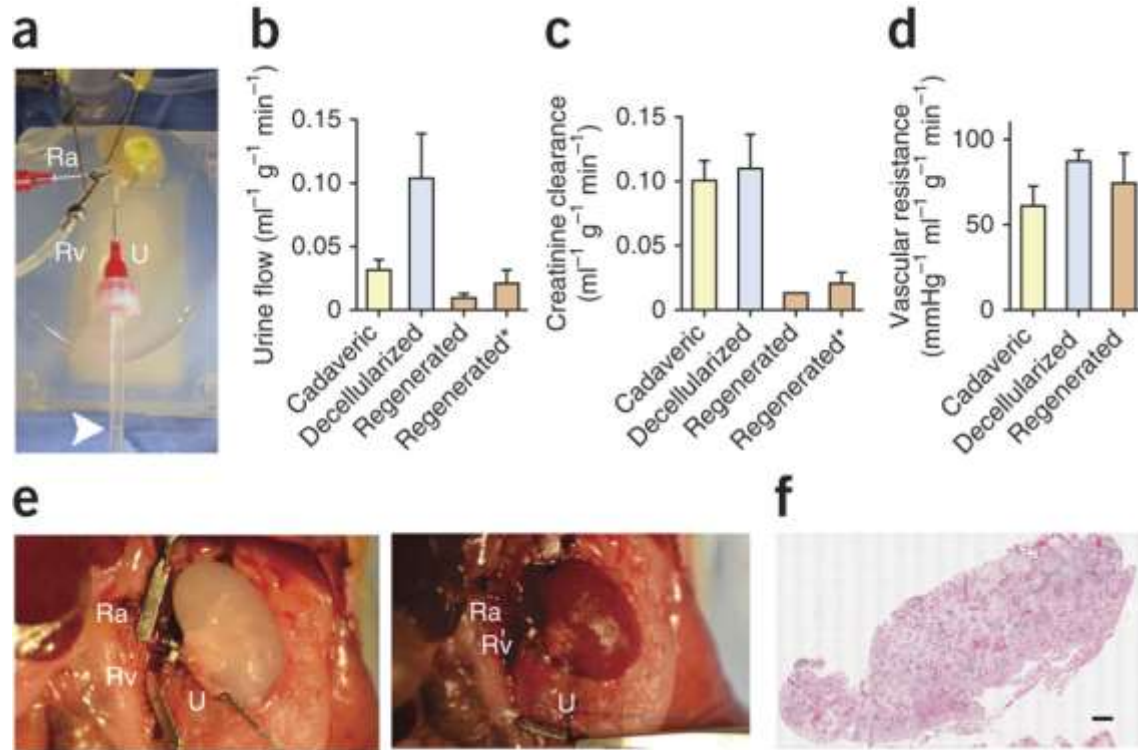 a
Ra
Rv
U
b
Urine flow (ml⁻¹ g⁻¹ min⁻¹)
0.15
0.10
0.05
0
Cadaveric
Decellularized
Regenerated
Regenerated*
c
Creatinine clearance
(ml⁻¹ g⁻¹ min⁻¹)
0.15
0.10
0.05
0
Cadaveric
Decellularized
Regenerated
Regenerated*
d
Vascular resistance
(mmHg⁻¹ ml⁻¹ g⁻¹ min⁻¹)
100
50
0
Cadaveric
Decellularized
Regenerated
e
Ra
Rv
U
Ra
Rv
U
f